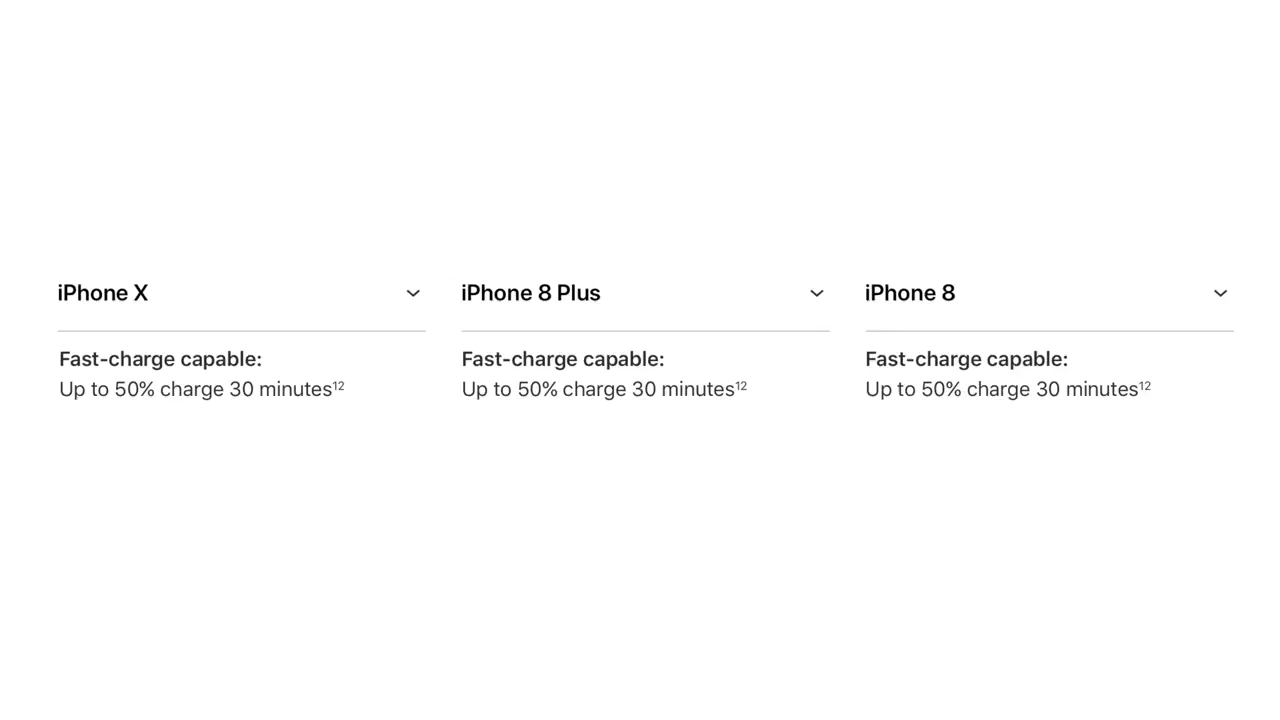 iPhone X
Fast-charge capable:
Up to 50% charge 30 minutes¹²
iPhone 8 Plus
Fast-charge capable:
Up to 50% charge 30 minutes¹²
iPhone 8
Fast-charge capable:
Up to 50% charge 30 minutes¹²